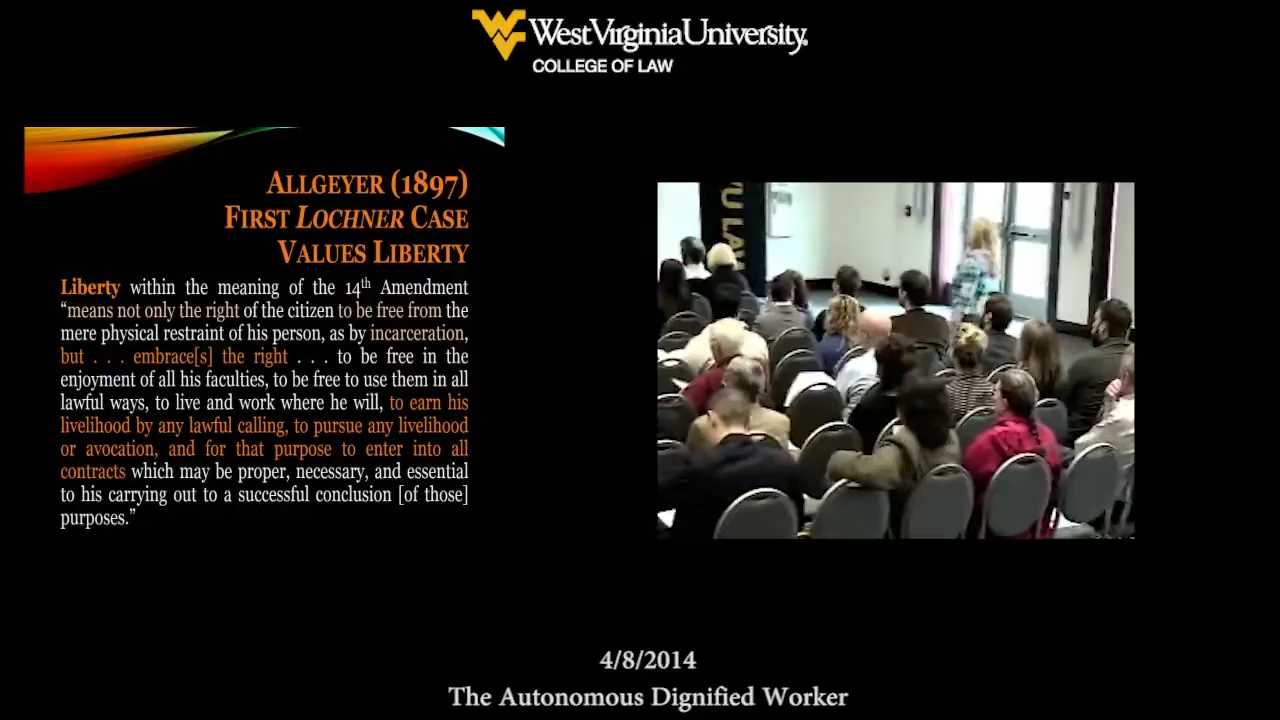 WestVirginiaUniversity.
COLLEGE OF LAW
ALLGEYER (1897)
FIRST LOCHNER CASE
VALUES LIBERTY
Liberty within the meaning of the 14th Amendment
“means not only the right of the citizen to be free from the
mere physical restraint of his person, as by incarceration,
but . . . embrace[s] the right . . . to be free in the
enjoyment of all his faculties, to be free to use them in all
lawful ways, to live and work where he will, to earn his
livelihood by any lawful calling, to pursue any livelihood
or avocation, and for that purpose to enter into all
contracts which may be proper, necessary, and essential
to his carrying out to a successful conclusion [of those]
purposes.”
4/8/2014
The Autonomous Dignified Worker